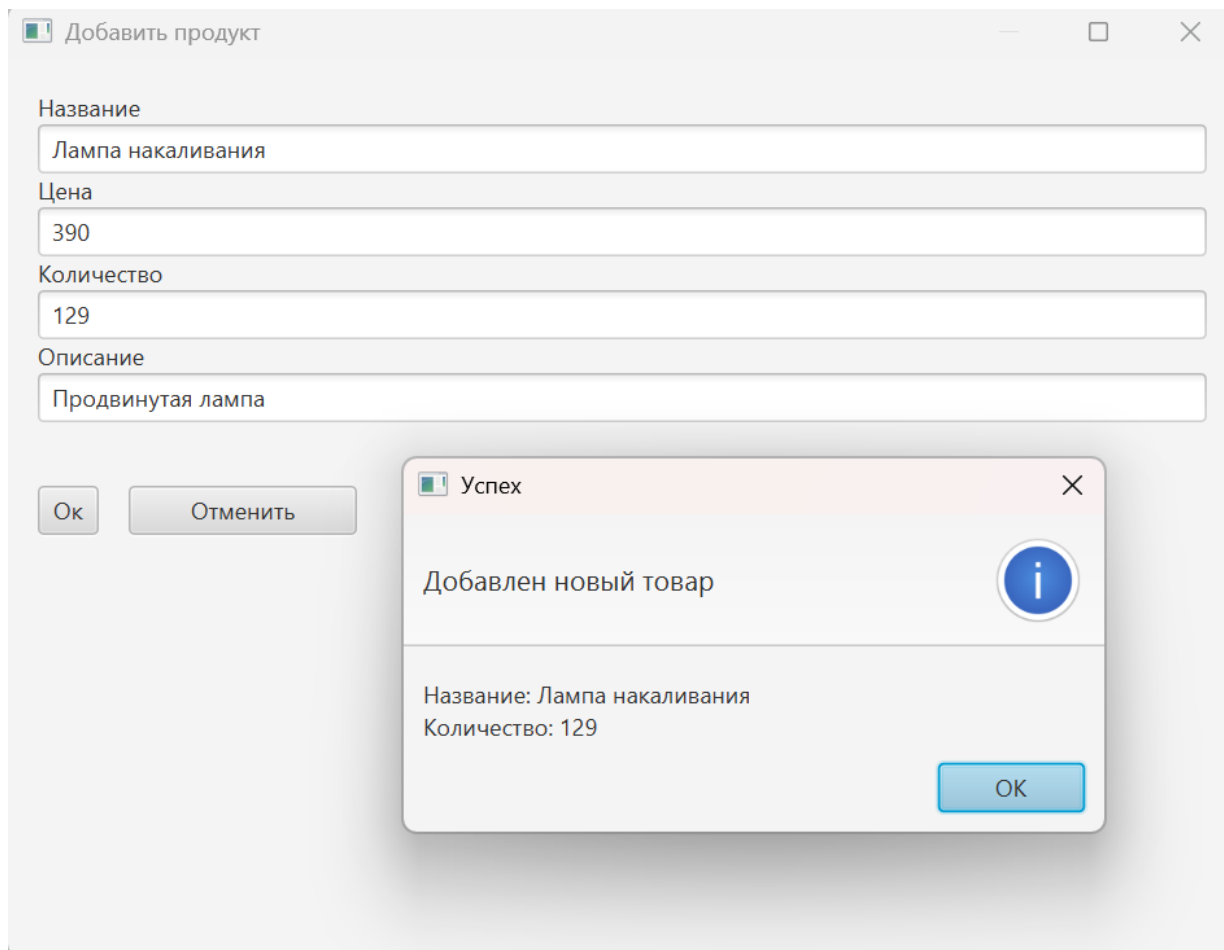 Добавить продукт
Название
Лампа накаливания
Цена
390
Количество
129
Описание
Продвинутая лампа
Ок
Отменить
Успех
Добавлен новый товар
i
Название: Лампа накаливания
Количество: 129
OK